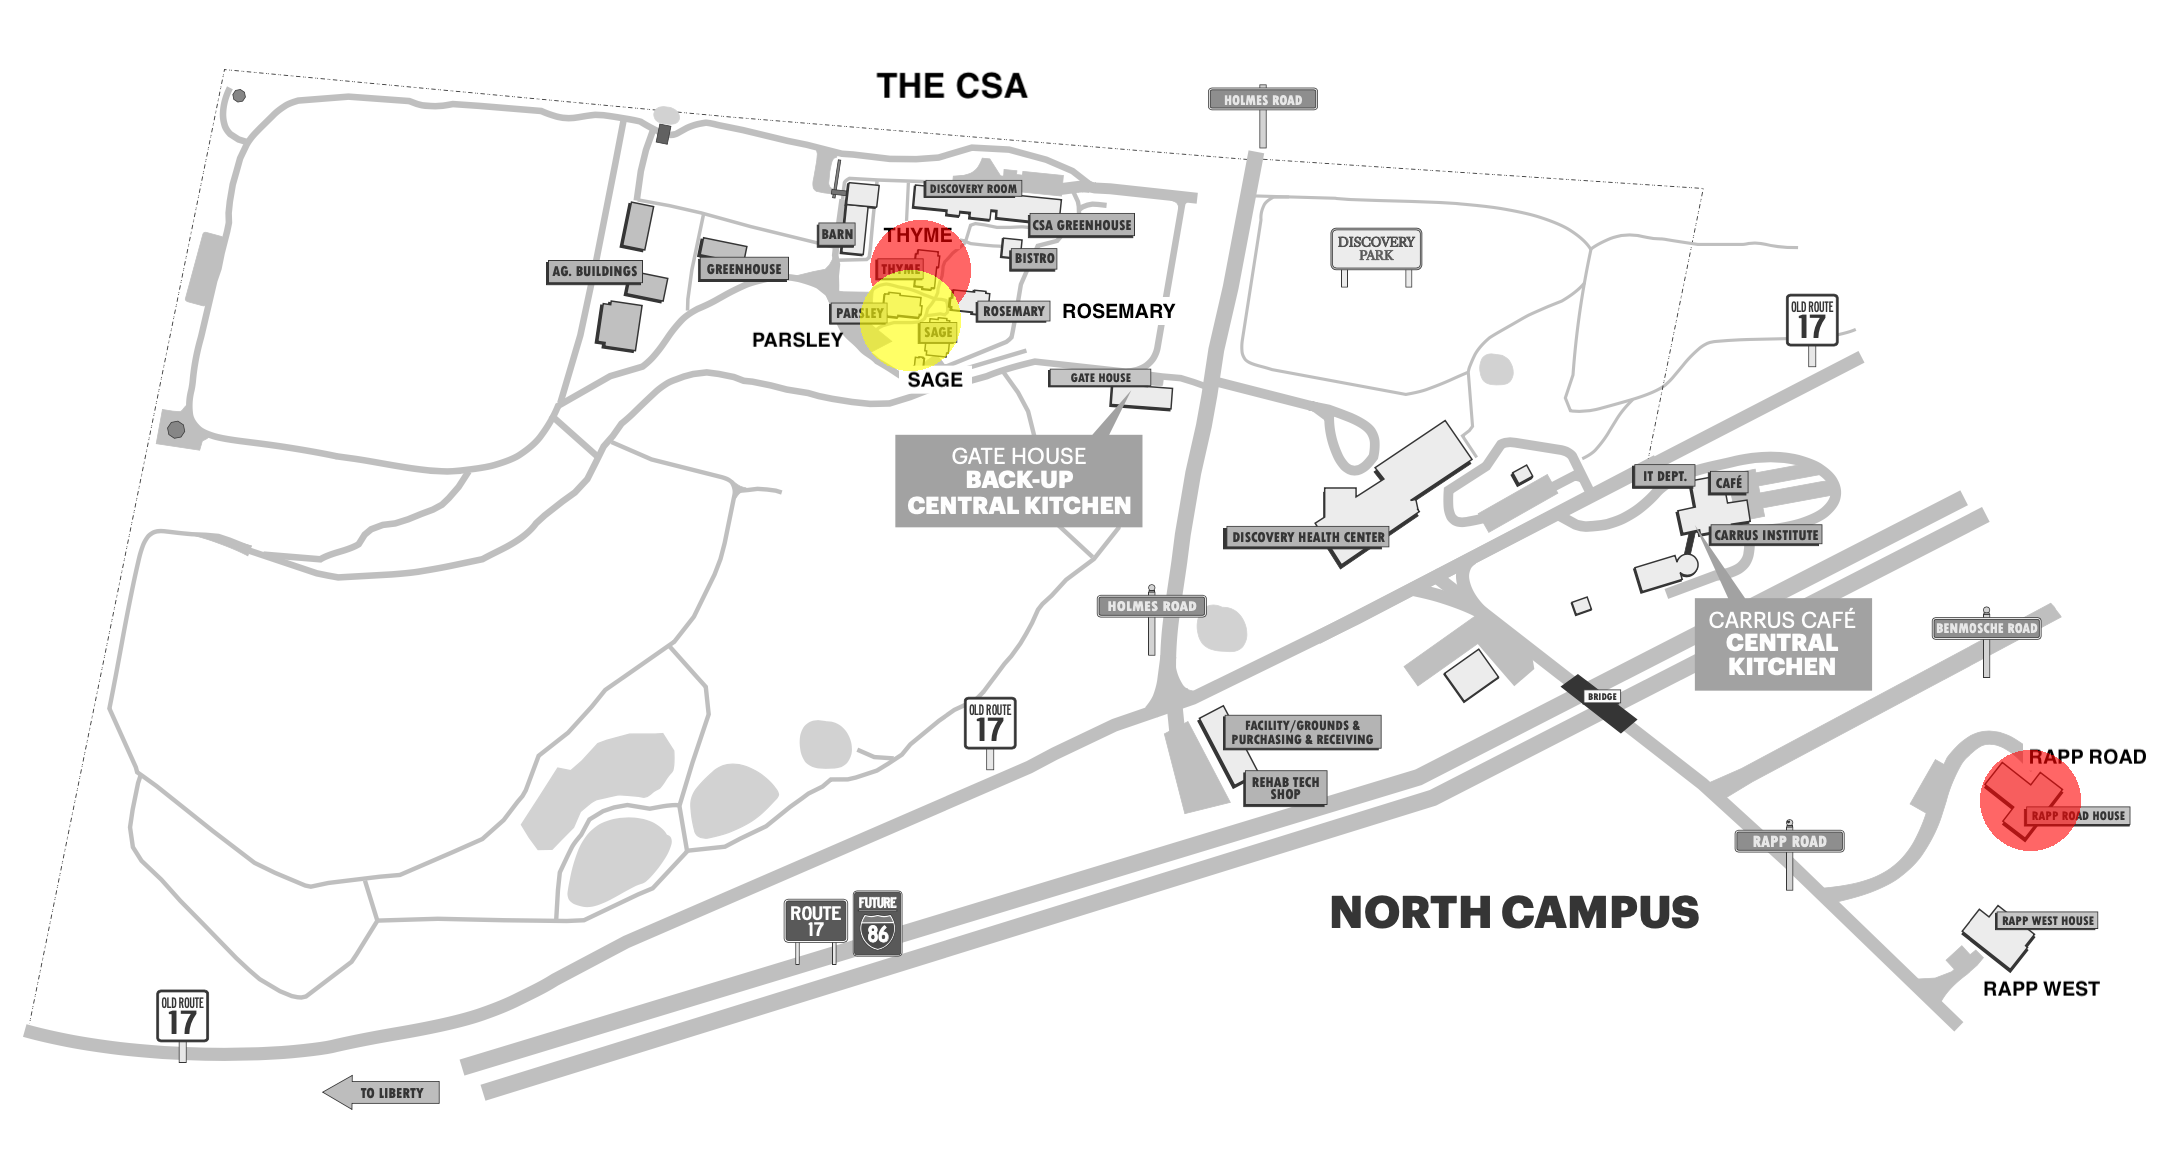 THE CSA
HOLMES ROAD
DISCOVERY ROOM
CSA GREENHOUSE
BARN
THYME
THYME
BISTRO
DISCOVERY
PARK
AG. BUILDINGS
GREENHOUSE
PARSLEY
ROSEMARY
ROSEMARY
SAGE
PARSLEY
SAGE
OLD ROUTE
17
GATE HOUSE
GATE HOUSE
BACK-UP
CENTRAL KITCHEN
IT DEPT.
CAFÉ
DISCOVERY HEALTH CENTER
CARRUS INSTITUTE
HOLMES ROAD
CARRUS CAFÉ
CENTRAL
KITCHEN
BENMOSCHE ROAD
BRIDGE
OLD ROUTE
17
FACILITY/GROUNDS &
PURCHASING & RECEIVING
REHAB TECH
SHOP
RAPP ROAD
RAPP ROAD HOUSE
RAPP ROAD
NORTH CAMPUS
ROUTE
17
FUTURE
86
RAPP WEST HOUSE
RAPP WEST
OLD ROUTE
17
TO LIBERTY